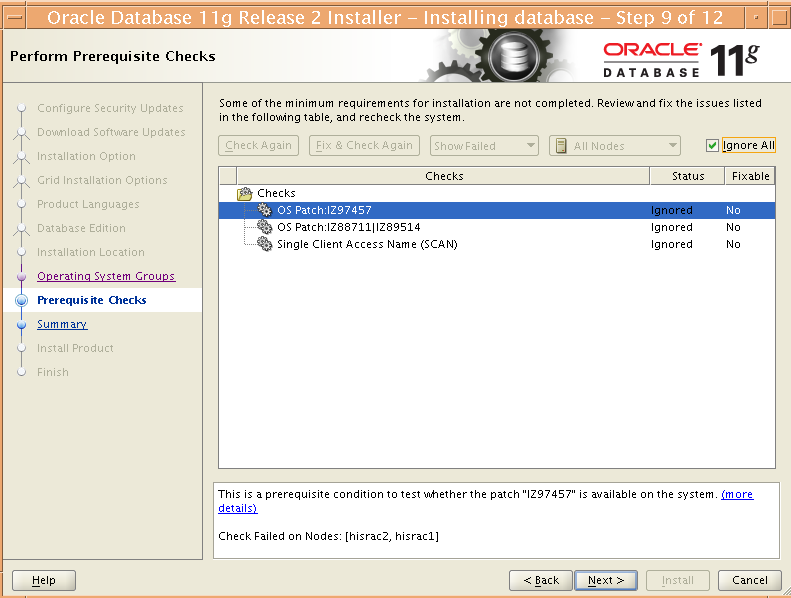 Oracle Database 11g Release 2 Installer – Installing database – Step 9 of 12
Perform Prerequisite Checks
ORACLE
DATABASE
11g
Configure Security Updates
Download Software Updates
Installation Option
Grid Installation Options
Product Languages
Database Edition
Installation Location
Operating System Groups
Prerequisite Checks
Summary
Install Product
Finish
Some of the minimum requirements for installation are not completed. Review and fix the issues listed
in the following table, and recheck the system.
Check Again Fix & Check Again Show Failed All Nodes Ignore All
Checks Status Fixable
Checks
OS Patch:IZ97457 Ignored No
OS Patch:IZ88711|IZ89514 Ignored No
Single Client Access Name (SCAN) Ignored No
This is a prerequisite condition to test whether the patch "IZ97457" is available on the system. (more
details)
Check Failed on Nodes: [hisrac2, hisrac1]
Help < Back Next > Install Cancel